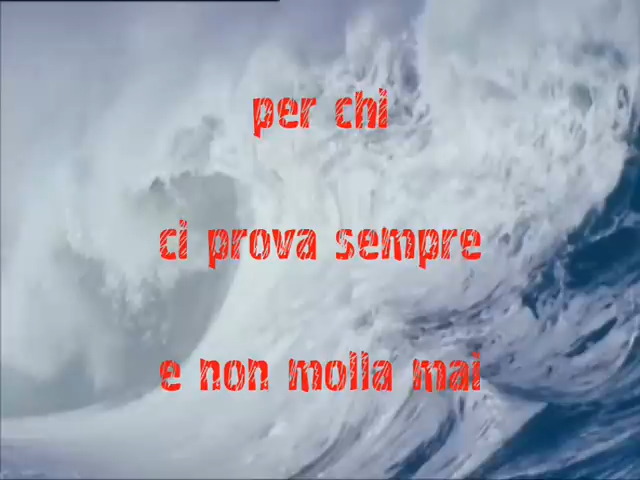 per chi
ci prova sempre
e non molla mai